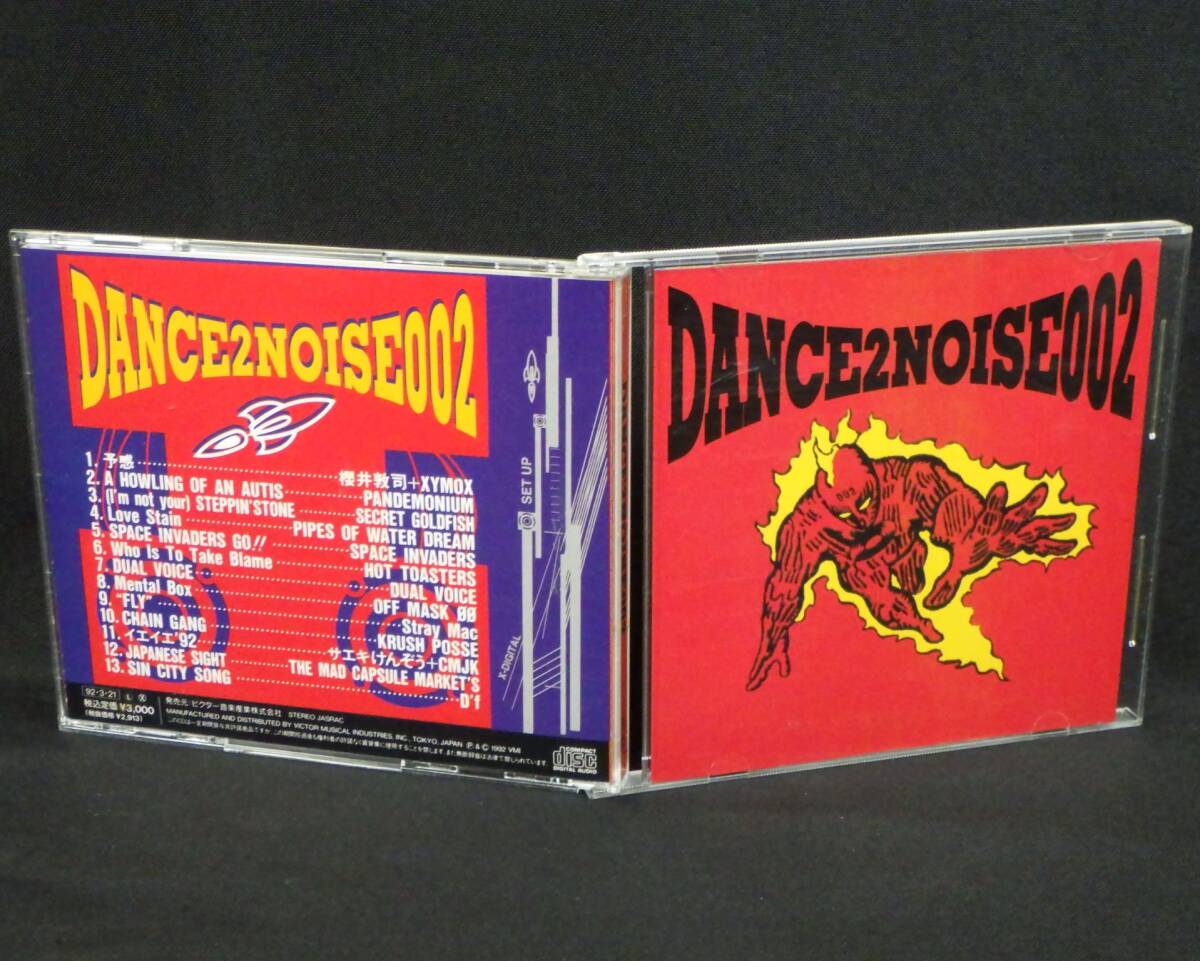 DANCE2NOISE002
1. 予感 櫻井敦司+XYMOX
2. A HOWLING OF AN AUTIS PANDEMONIUM
3. (I'm not your) STEPPIN' STONE SECRET GOLDFISH
4. Love Stain PIPES OF WATER DREAM
5. SPACE INVADERS GO!! SPACE INVADERS
6. Who Is To Take Blame HOT TOASTERS
7. DUAL VOICE DUAL VOICE
8. Mental Box OFF MASK 00
9. "FLY" Stray Mac
10. CHAIN GANG KRUSH POSSE
11. イエイエ'92 サエキけんぞう+CMJK
12. JAPANESE SIGHT THE MAD CAPSULE MARKET'S
13. SIN CITY SONG D'f
SET UP
X-DIGITAL
92・3・21 L X
税込定価 ¥3,000
(税抜価格 ¥2,913)
発売元:ビクター音楽産業株式会社 STEREO JASRAC
MANUFACTURED AND DISTRIBUTED BY VICTOR MUSICAL INDUSTRIES, INC., TOKYO, JAPAN Ⓟ&© 1992 VMI
COMPACT
disc
DIGITAL AUDIO
DANCE2NOISE002
002